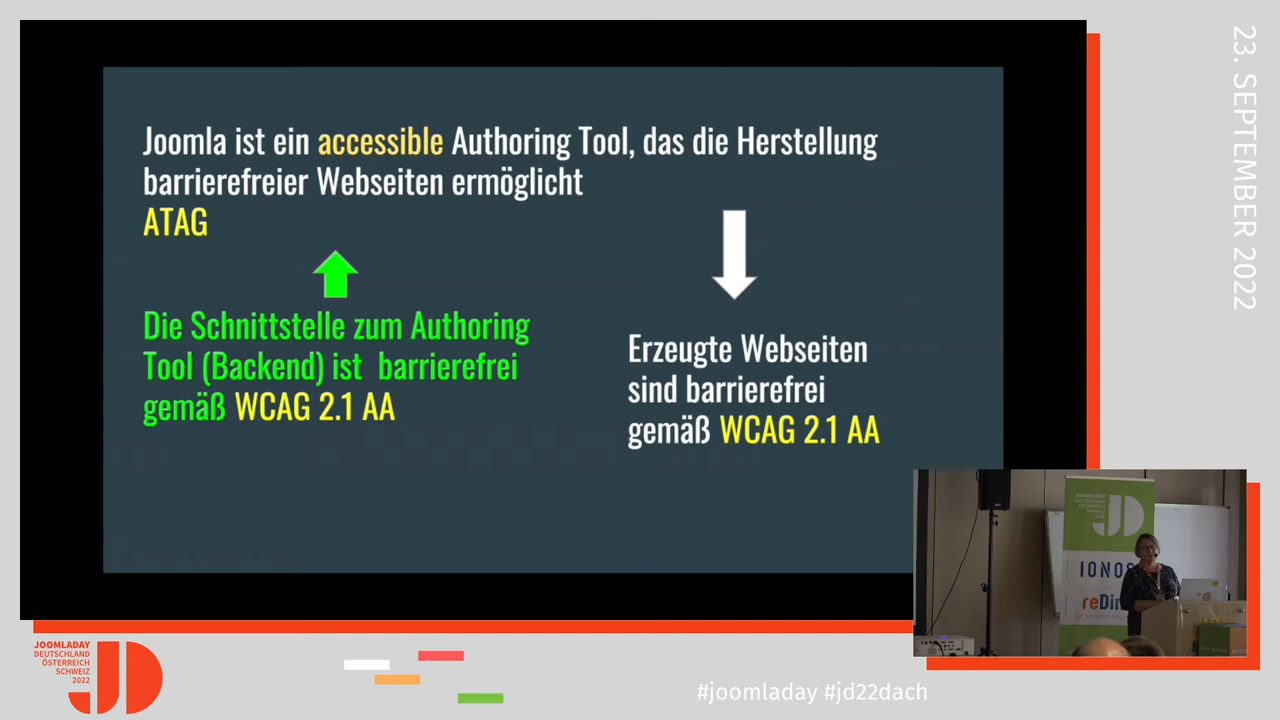 Joomla ist ein accessible Authoring Tool, das die Herstellung
barrierefreier Webseiten ermöglicht
ATAG
Die Schnittstelle zum Authoring
Tool (Backend) ist barrierefrei
gemäß WCAG 2.1 AA
Erzeugte Webseiten
sind barrierefrei
gemäß WCAG 2.1 AA
23. SEPTEMBER 2022
JOOMLADAY
DEUTSCHLAND
ÖSTERREICH
SCHWEIZ
2022
JD
IONOS
#joomladay #jd22dach